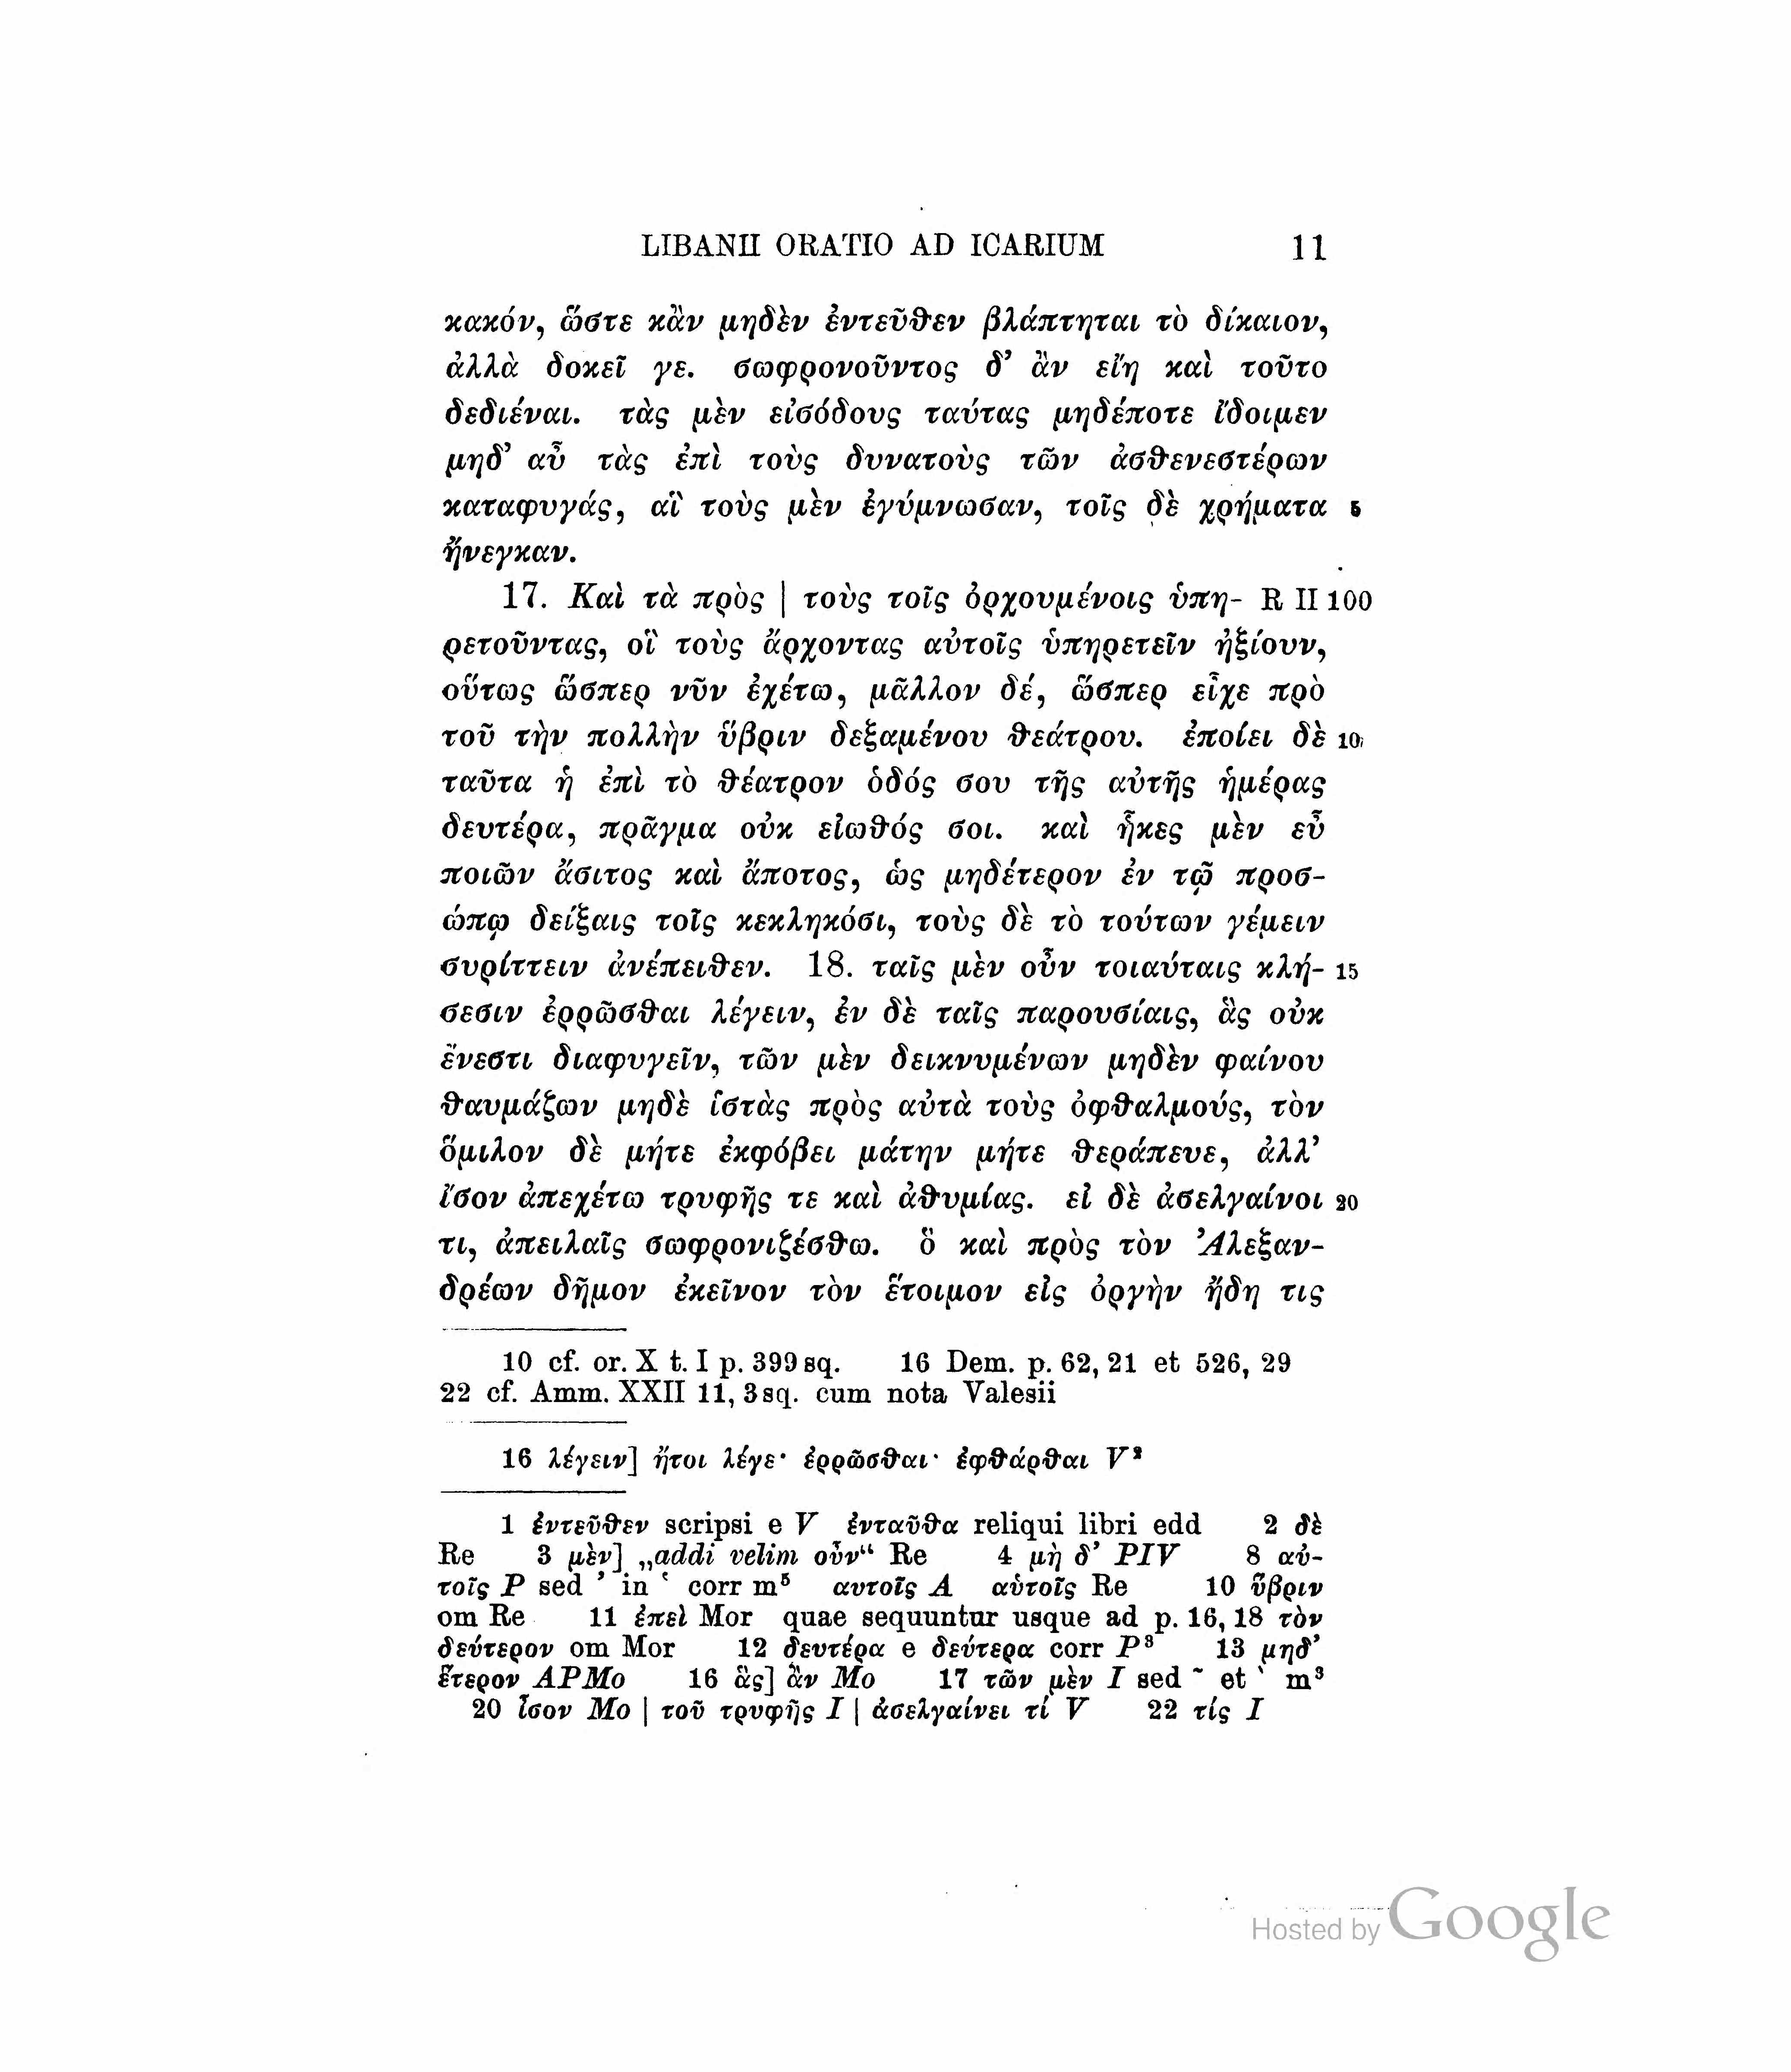 LIBANII ORATIO AD ICARIUM 11
κακόν, ὥστε κἂν μηδὲν ἐντεῦθεν βλάπτηται τὸ δίκαιον,
ἀλλὰ δοκεῖ γε. σωφρονοῦντος δ’ ἂν εἴη καὶ τοῦτο
δεδιέναι. τὰς μὲν εἰσόδους ταύτας μηδέποτε ἴδοιμεν
μηδ’ αὖ τὰς ἐπὶ τοὺς δυνατοὺς τῶν ἀσθενεστέρων
καταφυγάς, αἳ τοὺς μὲν ἐγύμνωσαν, τοῖς δὲ χρήματα 5
ἤνεγκαν.
17. Καὶ τὰ πρὸς | τοὺς τοῖς ὀρχουμένοις ὑπη- R II 100
ρετοῦντας, οἳ τοὺς ἄρχοντας αὐτοῖς ὑπηρετεῖν ἠξίουν,
οὕτως ὥσπερ νῦν ἐχέτω, μᾶλλον δέ, ὥσπερ εἶχε πρὸ
τοῦ τὴν πολλὴν ὕβριν δεξαμένου θεάτρου. ἐποίει δὲ 10
ταῦτα ἡ ἐπὶ τὸ θέατρον ὁδός σου τῆς αὐτῆς ἡμέρας
δευτέρα, πρᾶγμα οὐκ εἰωθός σοι. καὶ ἧκες μὲν εὖ
ποιῶν ἄσιτος καὶ ἄποτος, ὡς μηδέτερον ἐν τῷ προσ-
ώπῳ δείξαις τοῖς κεκληκόσι, τοὺς δὲ τὸ τούτων γέμειν
συρίττειν ἀνέπειθεν. 18. ταῖς μὲν οὖν τοιαύταις κλή- 15
σεσιν ἐρρῶσθαι λέγειν, ἐν δὲ ταῖς παρουσίαις, ἃς οὐκ
ἔνεστι διαφυγεῖν, τῶν μὲν δεικνυμένων μηδὲν φαίνου
θαυμάζων μηδὲ ἱστὰς πρὸς αὐτὰ τοὺς ὀφθαλμούς, τὸν
ὅμιλον δὲ μήτε ἐκφόβει μάτην μήτε θεράπευε, ἀλλ’
ἴσον ἀπεχέτω τρυφῆς τε καὶ ἀθυμίας. εἰ δὲ ἀσελγαίνοι 20
τι, ἀπειλαῖς σωφρονιζέσθω. ὃ καὶ πρὸς τὸν Ἀλεξαν-
δρέων δῆμον ἐκεῖνον τὸν ἕτοιμον εἰς ὀργὴν ἤδη τις
10 cf. or. X t. I p. 399 sq. 16 Dem. p. 62, 21 et 526, 29
22 cf. Amm. XXII 11, 3 sq. cum nota Valesii
16 λέγειν] ἤτοι λέγε· ἐρρῶσθαι· ἐφθάρθαι V²
1 ἐντεῦθεν scripsi e V ἐνταῦθα reliqui libri edd 2 δὲ
Re 3 μὲν] „addi velim οὖν“ Re 4 μὴ δ’ PIV 8 αὐ-
τοῖς P sed ’ in ‘ corr m⁵ αυτοῖς A αὑτοῖς Re 10 ὕβριν
om Re 11 ἐπεὶ Mor quae sequuntur usque ad p. 16, 18 τὸν
δεύτερον om Mor 12 δευτέρα e δεύτερα corr P³ 13 μηδ’
ἕτερον APMo 16 ἃς] ἂν Mo 17 τῶν μὲν I sed ῀ et ` m³
20 ἶσον Mo | τοῦ τρυφῆς I | ἀσελγαίνει τί V 22 τίς I
Hosted by Google